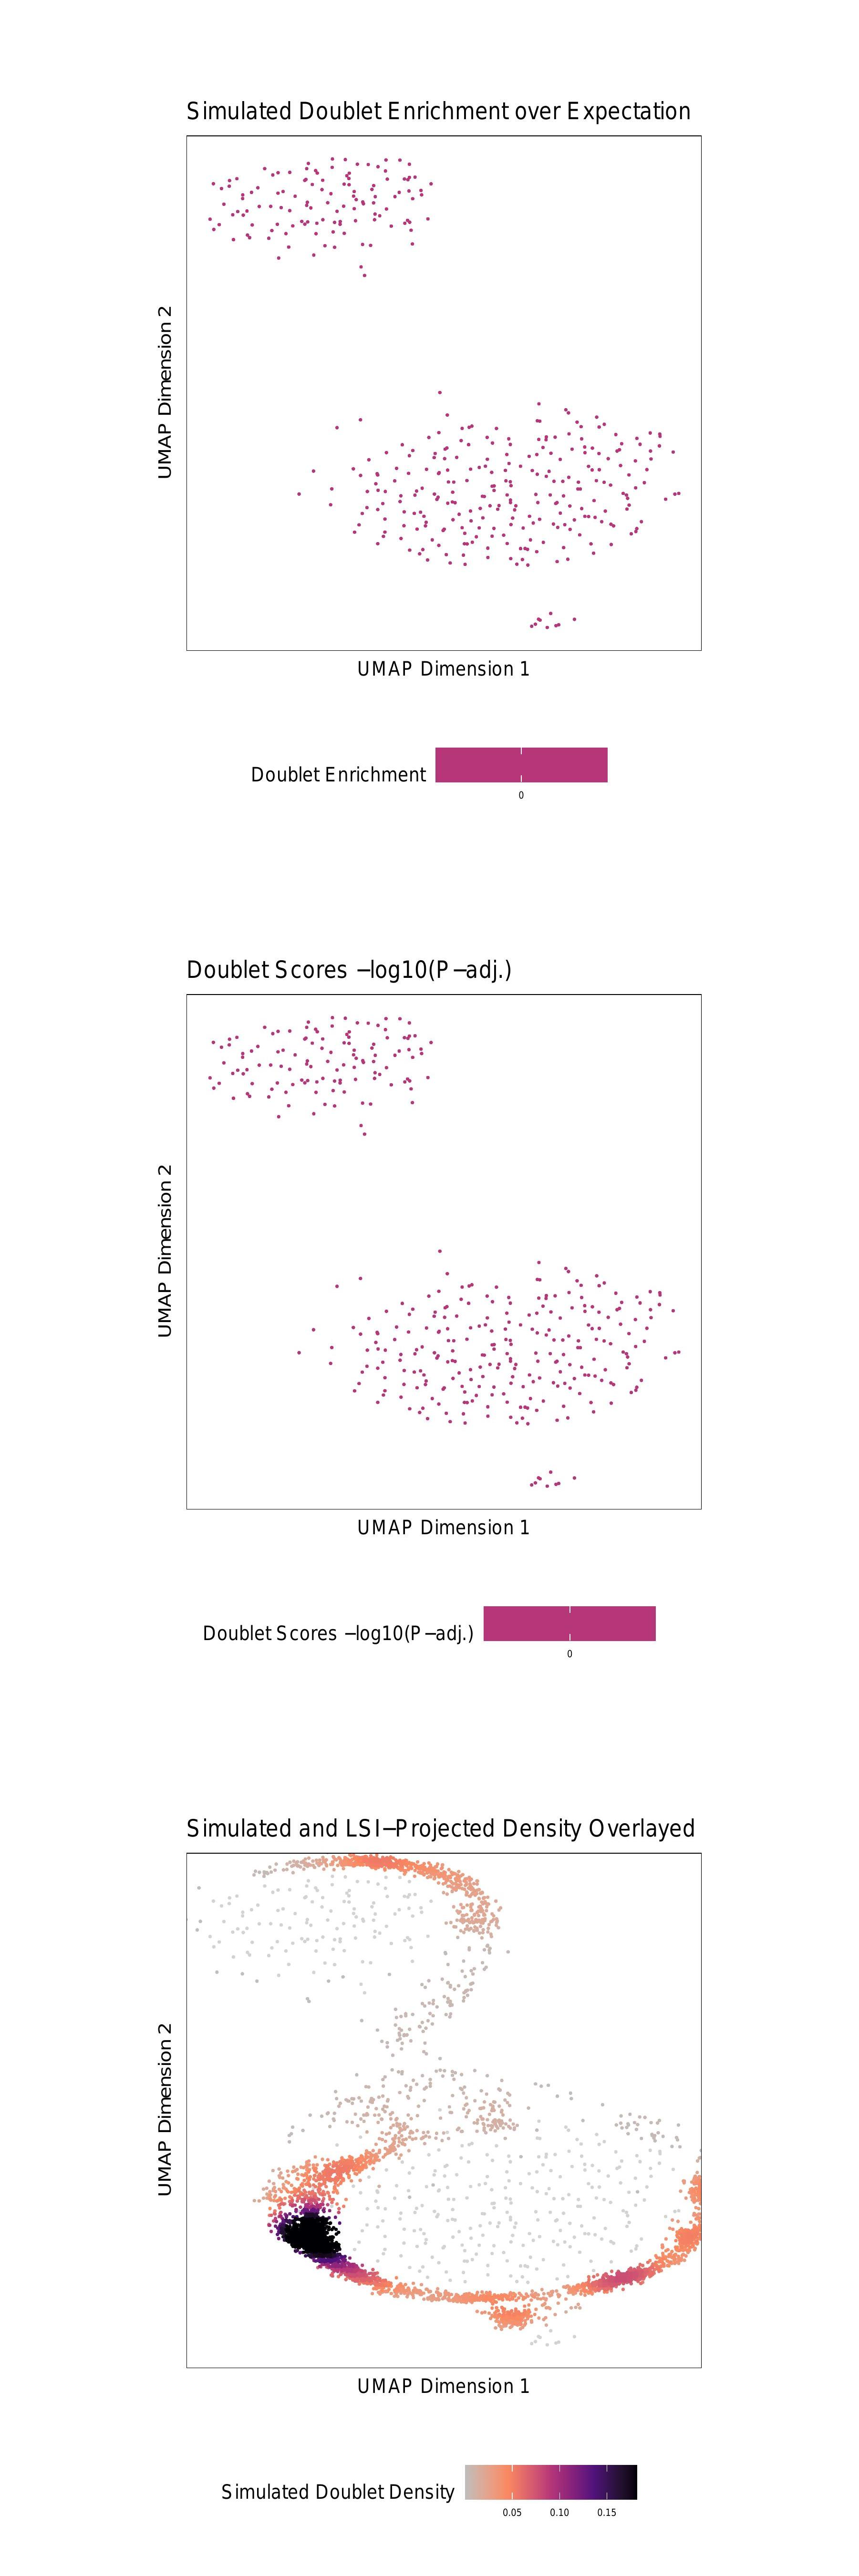 Simulated Doublet Enrichment over Expectation
UMAP Dimension 2
UMAP Dimension 1
Doublet Enrichment
0
Doublet Scores −log10(P−adj.)
UMAP Dimension 2
UMAP Dimension 1
Doublet Scores −log10(P−adj.)
0
Simulated and LSI−Projected Density Overlayed
UMAP Dimension 2
UMAP Dimension 1
Simulated Doublet Density
0.05 0.10 0.15